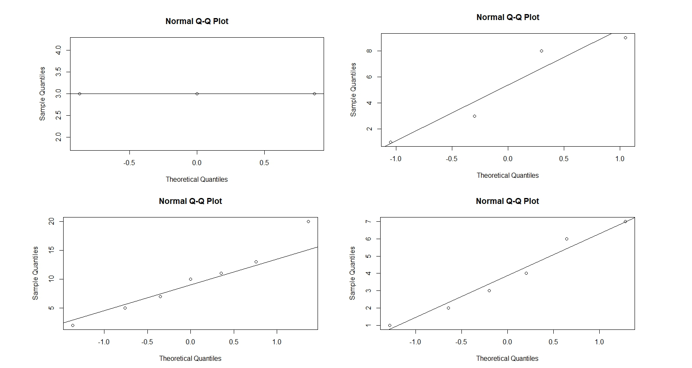 Normal Q-Q Plot
Sample Quantiles
2.0 2.5 3.0 3.5 4.0
-0.5 0.0 0.5
Theoretical Quantiles
Normal Q-Q Plot
Sample Quantiles
2 4 6 8
-1.0 -0.5 0.0 0.5 1.0
Theoretical Quantiles
Normal Q-Q Plot
Sample Quantiles
5 10 15 20
-1.0 -0.5 0.0 0.5 1.0
Theoretical Quantiles
Normal Q-Q Plot
Sample Quantiles
1 2 3 4 5 6 7
-1.0 -0.5 0.0 0.5 1.0
Theoretical Quantiles